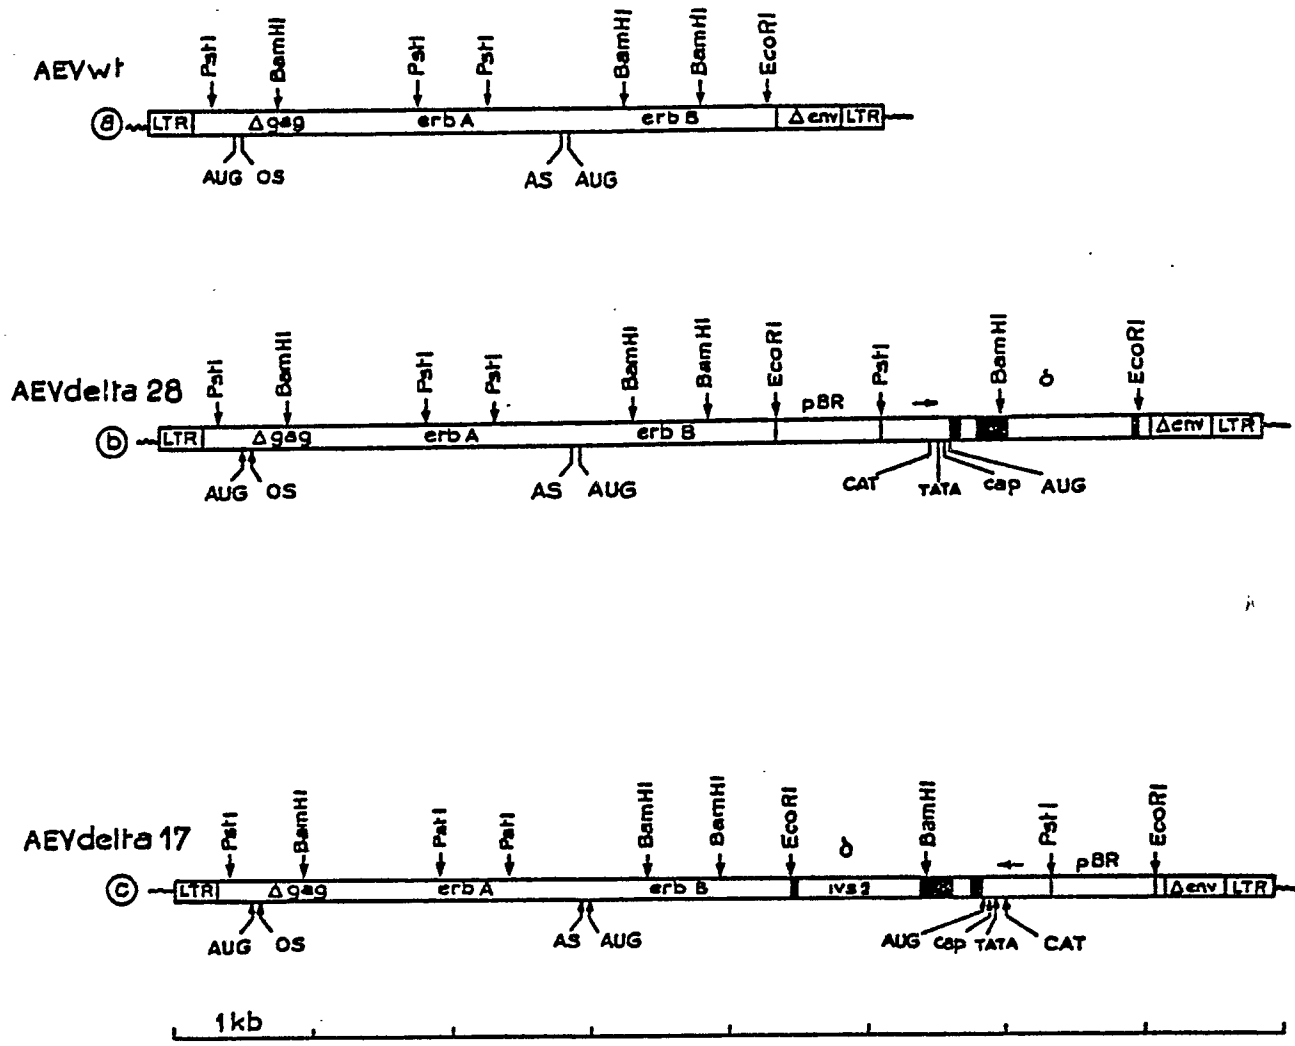 AEVwt
PstI BamHI PstI PstI BamHI BamHI EcoRI
a LTR Δgag erbA erbB Δenv LTR
AUG OS AS AUG
AEVdelta 28
PstI BamHI PstI PstI BamHI BamHI EcoRI PstI BamHI δ EcoRI
pBR
b LTR Δgag erbA erbB Δenv LTR
AUG OS AS AUG CAT TATA cap AUG
AEVdelta 17
PstI BamHI PstI PstI BamHI BamHI EcoRI δ BamHI PstI EcoRI
pBR
c LTR Δgag erbA erbB ivs2 Δenv LTR
AUG OS AS AUG AUG cap TATA CAT
1kb